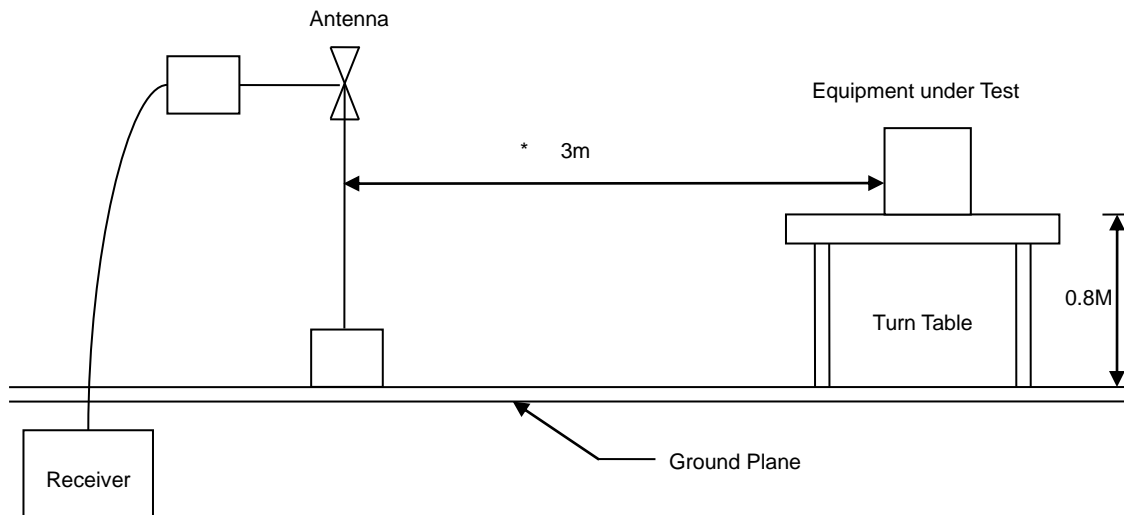 Antenna
Equipment under Test
* 3m
0.8M
Turn Table
Ground Plane
Receiver